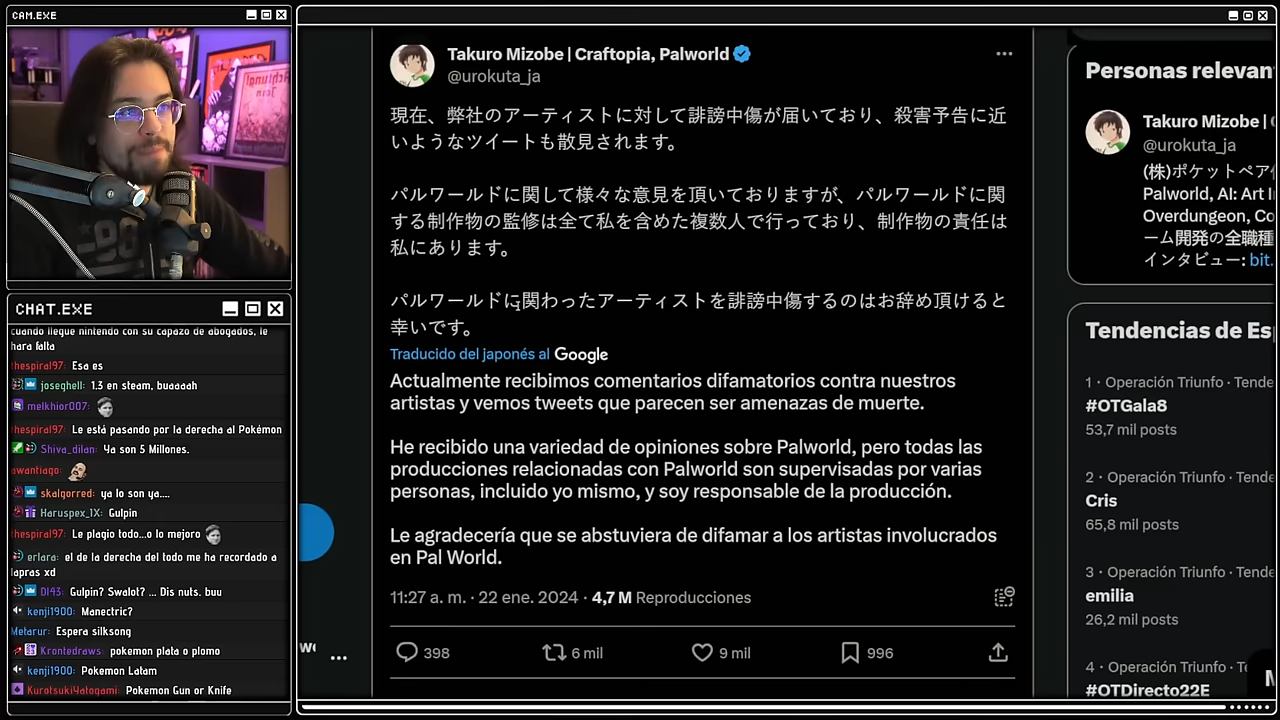 CAM.EXE
CHAT.EXE
cuando llegue nintendo con su capazo de abogados, le
hara falta
thespiral97: Esa es
joseghell: 1.3 en steam, buaaaah
melkhior007:
thespiral97: Le está pasando por la derecha al Pokémon
Shiva_dilan: Ya son 5 Millones.
awantiago:
skalgorred: ya lo son ya....
Haruspex_1X: Gulpin
thespiral97: Le plagio todo...o lo mejoro
erlara: el de la derecha del todo me ha recordado a
lapras xd
Dl43: Gulpin? Swalot? ... Dis nuts. buu
kenji1900: Manectric?
Metarur: Espera silksong
Krontedraws: pokemon plata o plomo
kenji1900: Pokemon Latam
KurotsukiYatogami: Pokemon Gun or Knife
Takuro Mizobe | Craftopia, Palworld
@urokuta_ja
現在、弊社のアーティストに対して誹謗中傷が届いており、殺害予告に近
いようなツイートも散見されます。
パルワールドに関して様々な意見を頂いておりますが、パルワールドに関
する制作物の監修は全て私を含めた複数人で行っており、制作物の責任は
私にあります。
パルワールドに関わったアーティストを誹謗中傷するのはお辞め頂けると
幸いです。
Traducido del japonés al Google
Actualmente recibimos comentarios difamatorios contra nuestros
artistas y vemos tweets que parecen ser amenazas de muerte.
He recibido una variedad de opiniones sobre Palworld, pero todas las
producciones relacionadas con Palworld son supervisadas por varias
personas, incluido yo mismo, y soy responsable de la producción.
Le agradecería que se abstuviera de difamar a los artistas involucrados
en Pal World.
11:27 a. m. · 22 ene. 2024 · 4,7 M Reproducciones
398
6 mil
9 mil
996
Personas relevan
Takuro Mizobe |
@urokuta_ja
(株)ポケットペア
Palworld, AI: Art I
Overdungeon, Co
ーム開発の全職種
インタビュー: bit.
Tendencias de Es
1 · Operación Triunfo · Tende
#OTGala8
53,7 mil posts
2 · Operación Triunfo · Tende
Cris
65,8 mil posts
3 · Operación Triunfo · Tende
emilia
26,2 mil posts
4 · Operación Triunfo · Te
#OTDirecto22E